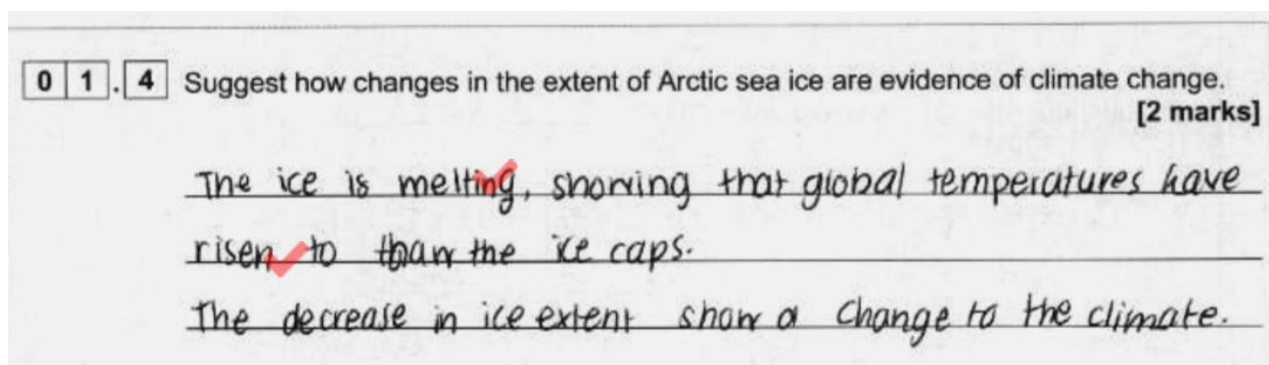 01.4 Suggest how changes in the extent of Arctic sea ice are evidence of climate change.
[2 marks]
The ice is melting, showing that global temperatures have
risen to thaw the ice caps.
The decrease in ice extent show a change to the climate.